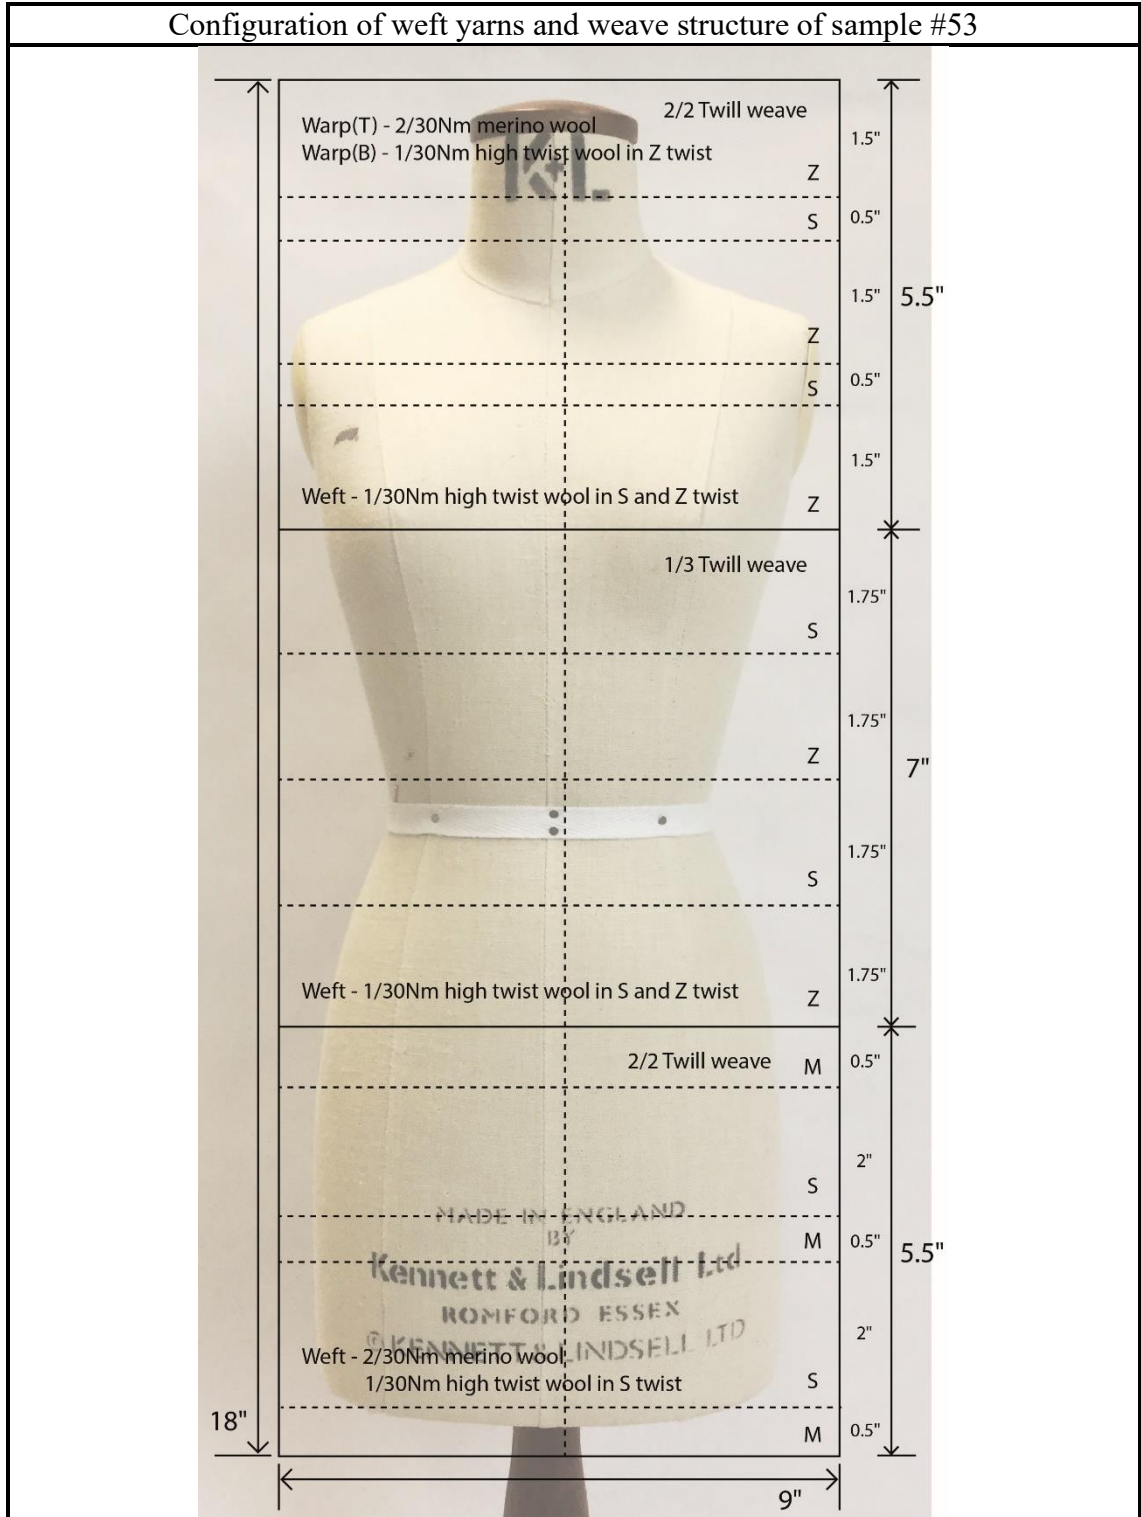 Configuration of weft yarns and weave structure of sample #53
2/2 Twill weave
Warp(T) - 2/30Nm merino wool
Warp(B) - 1/30Nm high twist wool in Z twist
K+L
1.5"
Z
S
0.5"
1.5"
5.5"
Z
S
0.5"
1.5"
Weft - 1/30Nm high twist wool in S and Z twist
Z
1/3 Twill weave
1.75"
S
1.75"
Z
7"
1.75"
S
1.75"
Weft - 1/30Nm high twist wool in S and Z twist
Z
2/2 Twill weave
M
0.5"
2"
S
MADE IN ENGLAND
BY
M
0.5"
5.5"
Kennett & Lindsell Ltd
ROMFORD ESSEX
© KENNETT & LINDSELL LTD
2"
Weft - 2/30Nm merino wool
1/30Nm high twist wool in S twist
S
18"
M
0.5"
9"